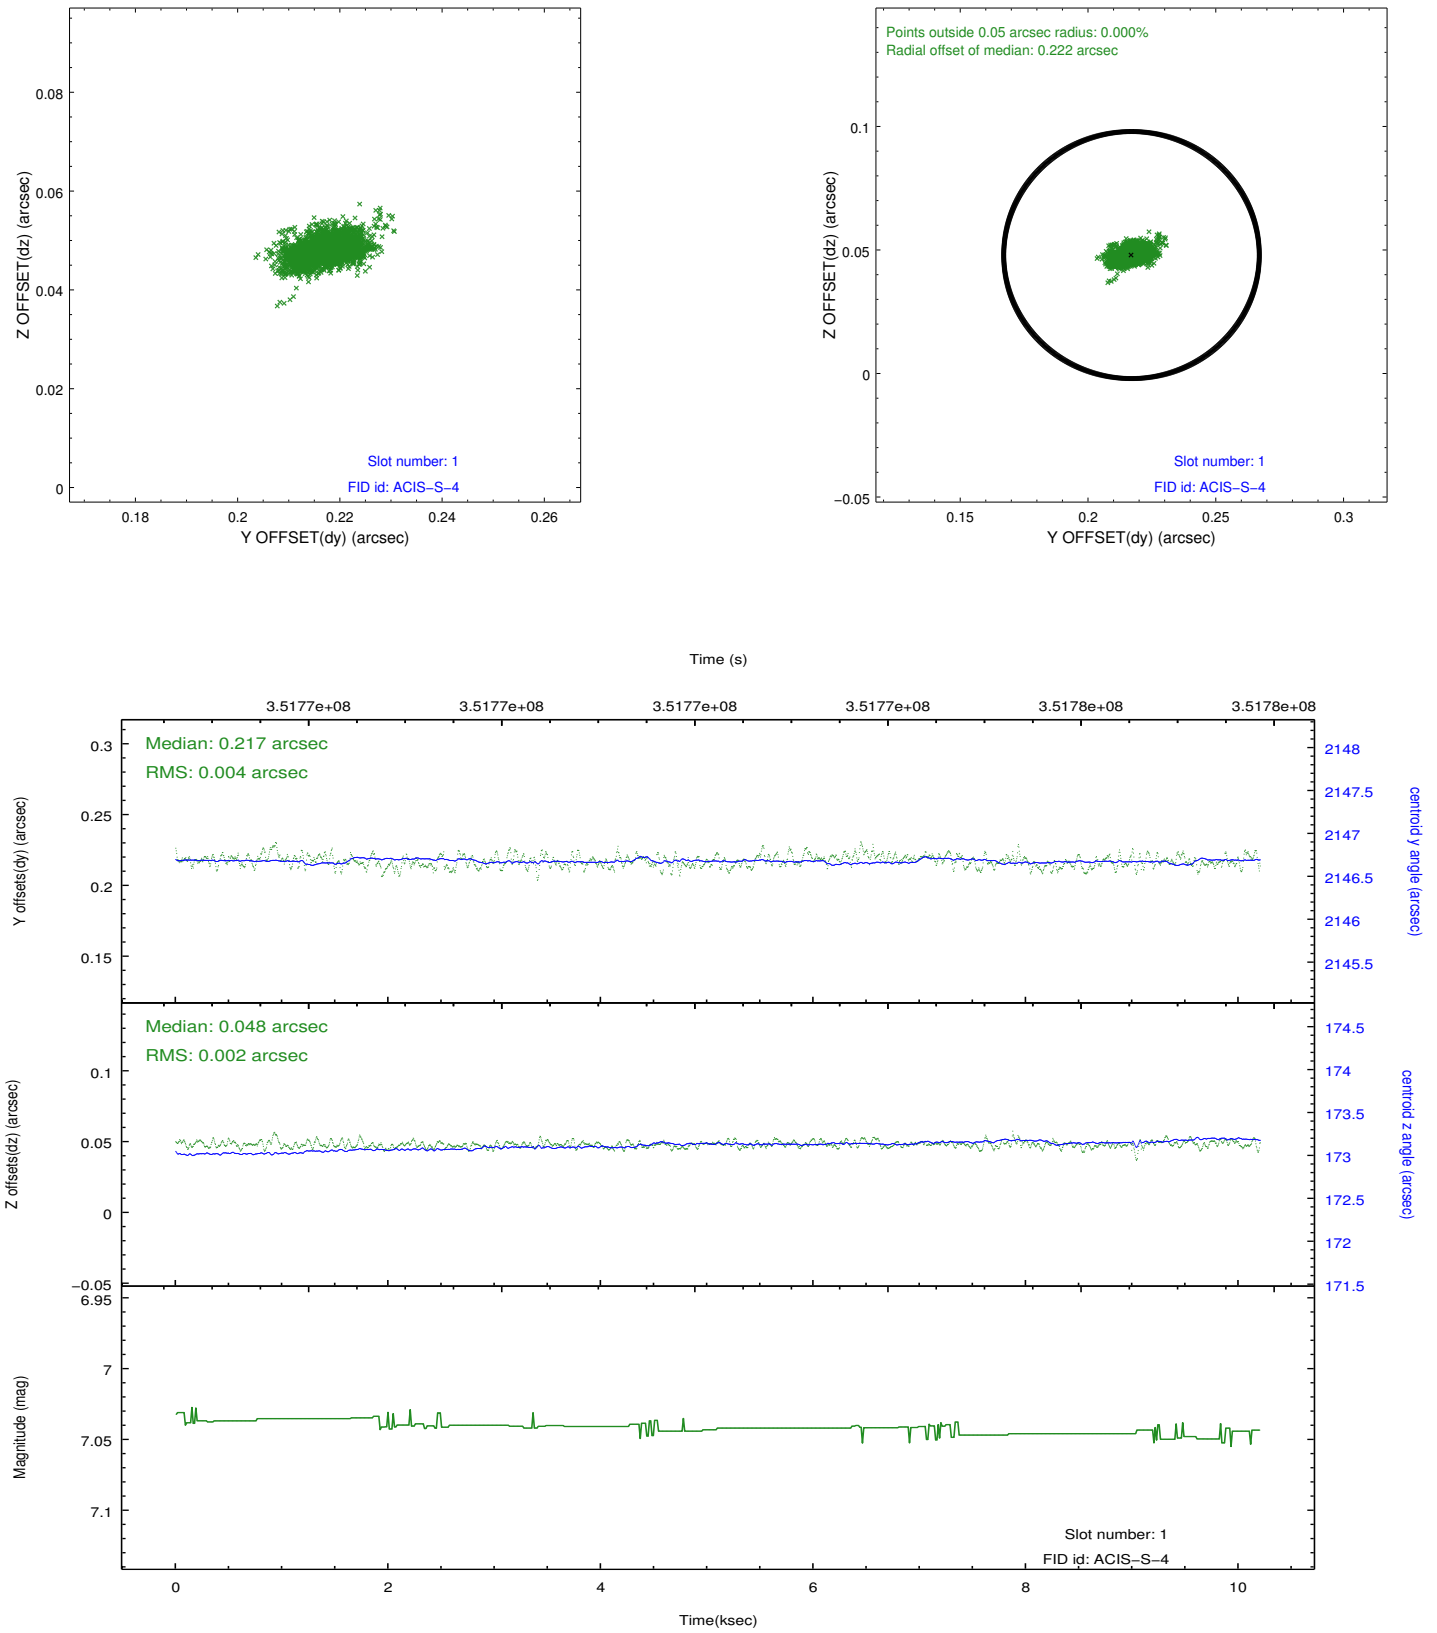 0.08
0.06
0.04
0.02
0
Z OFFSET(dz) (arcsec)
Slot number: 1
FID id: ACIS−S−4
0.18
0.2
0.22
0.24
0.26
Y OFFSET(dy) (arcsec)
Points outside 0.05 arcsec radius: 0.000%
Radial offset of median: 0.222 arcsec
0.1
0.05
0
−0.05
Z OFFSET(dz) (arcsec)
Slot number: 1
FID id: ACIS−S−4
0.15
0.2
0.25
0.3
Y OFFSET(dy) (arcsec)
Time (s)
3.5177e+08
3.5177e+08
3.5177e+08
3.5177e+08
3.5178e+08
3.5178e+08
Median: 0.217 arcsec
RMS: 0.004 arcsec
0.3
0.25
0.2
0.15
Y offsets(dy) (arcsec)
2148
2147.5
2147
2146.5
2146
2145.5
centroid y angle (arcsec)
Median: 0.048 arcsec
RMS: 0.002 arcsec
0.1
0.05
0
−0.05
Z offsets(dz) (arcsec)
174.5
174
173.5
173
172.5
172
171.5
centroid z angle (arcsec)
6.95
7
7.05
7.1
Magnitude (mag)
Slot number: 1
FID id: ACIS−S−4
0
2
4
6
8
10
Time(ksec)